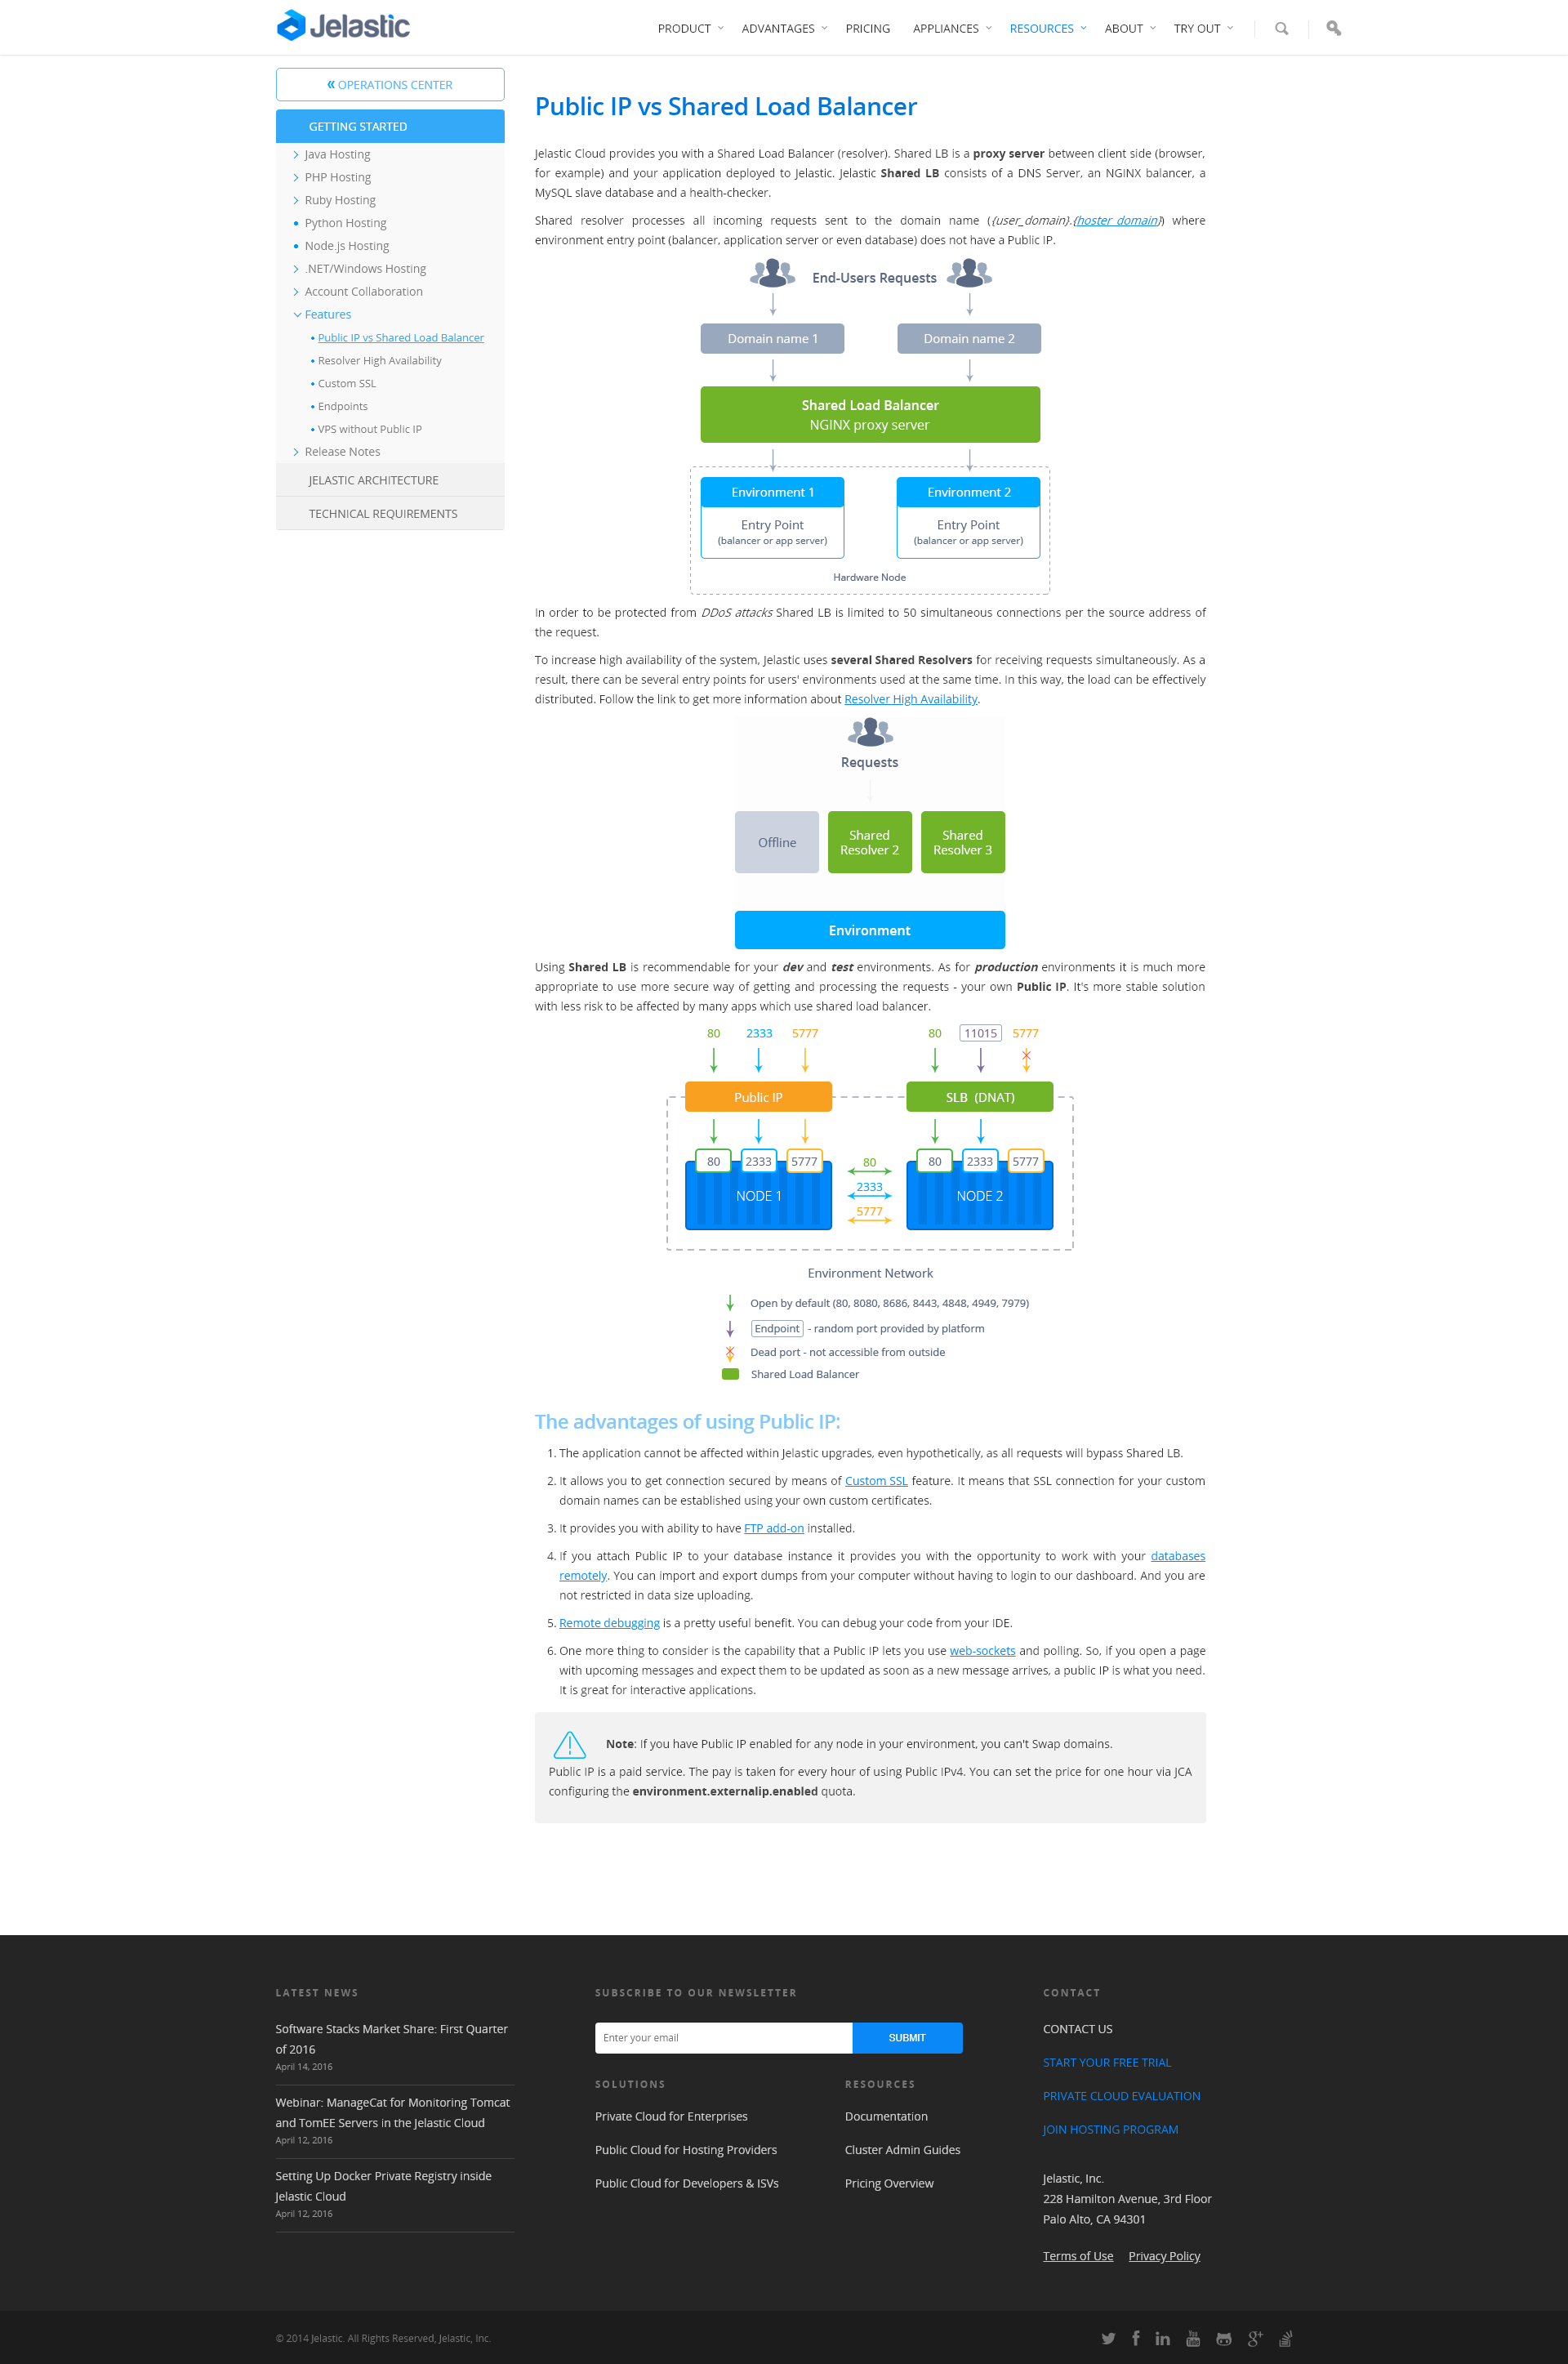 Jelastic
PRODUCT ADVANTAGES PRICING APPLIANCES RESOURCES ABOUT TRY OUT
« OPERATIONS CENTER
GETTING STARTED
Java Hosting
PHP Hosting
Ruby Hosting
Python Hosting
Node.js Hosting
.NET/Windows Hosting
Account Collaboration
Features
Public IP vs Shared Load Balancer
Resolver High Availability
Custom SSL
Endpoints
VPS without Public IP
Release Notes
JELASTIC ARCHITECTURE
TECHNICAL REQUIREMENTS
Public IP vs Shared Load Balancer
Jelastic Cloud provides you with a Shared Load Balancer (resolver). Shared LB is a proxy server between client side (browser,
for example) and your application deployed to Jelastic. Jelastic Shared LB consists of a DNS Server, an NGINX balancer, a
MySQL slave database and a health-checker.
Shared resolver processes all incoming requests sent to the domain name ({user_domain}.{hoster_domain}) where
environment entry point (balancer, application server or even database) does not have a Public IP.
End-Users Requests
Domain name 1 Domain name 2
Shared Load Balancer
NGINX proxy server
Environment 1 Environment 2
Entry Point Entry Point
(balancer or app server) (balancer or app server)
Hardware Node
In order to be protected from DDoS attacks Shared LB is limited to 50 simultaneous connections per the source address of
the request.
To increase high availability of the system, Jelastic uses several Shared Resolvers for receiving requests simultaneously. As a
result, there can be several entry points for users' environments used at the same time. In this way, the load can be effectively
distributed. Follow the link to get more information about Resolver High Availability.
Requests
Offline
Shared
Resolver 2
Shared
Resolver 3
Environment
Using Shared LB is recommendable for your dev and test environments. As for production environments it is much more
appropriate to use more secure way of getting and processing the requests - your own Public IP. It's more stable solution
with less risk to be affected by many apps which use shared load balancer.
80 2333 5777 80 11015 5777
Public IP SLB (DNAT)
80 2333 5777 80 80 2333 5777
NODE 1 2333 NODE 2
5777
Environment Network
Open by default (80, 8080, 8686, 8443, 4848, 4949, 7979)
Endpoint - random port provided by platform
Dead port - not accessible from outside
Shared Load Balancer
The advantages of using Public IP:
1. The application cannot be affected within Jelastic upgrades, even hypothetically, as all requests will bypass Shared LB.
2. It allows you to get connection secured by means of Custom SSL feature. It means that SSL connection for your custom
domain names can be established using your own custom certificates.
3. It provides you with ability to have FTP add-on installed.
4. If you attach Public IP to your database instance it provides you with the opportunity to work with your databases
remotely. You can import and export dumps from your computer without having to login to our dashboard. And you are
not restricted in data size uploading.
5. Remote debugging is a pretty useful benefit. You can debug your code from your IDE.
6. One more thing to consider is the capability that a Public IP lets you use web-sockets and polling. So, if you open a page
with upcoming messages and expect them to be updated as soon as a new message arrives, a public IP is what you need.
It is great for interactive applications.
Note: If you have Public IP enabled for any node in your environment, you can't Swap domains.
Public IP is a paid service. The pay is taken for every hour of using Public IPv4. You can set the price for one hour via JCA
configuring the environment.externalip.enabled quota.
LATEST NEWS
Software Stacks Market Share: First Quarter
of 2016
April 14, 2016
Webinar: ManageCat for Monitoring Tomcat
and TomEE Servers in the Jelastic Cloud
April 12, 2016
Setting Up Docker Private Registry inside
Jelastic Cloud
April 12, 2016
SUBSCRIBE TO OUR NEWSLETTER
Enter your email SUBMIT
SOLUTIONS
Private Cloud for Enterprises
Public Cloud for Hosting Providers
Public Cloud for Developers & ISVs
RESOURCES
Documentation
Cluster Admin Guides
Pricing Overview
CONTACT
CONTACT US
START YOUR FREE TRIAL
PRIVATE CLOUD EVALUATION
JOIN HOSTING PROGRAM
Jelastic, Inc.
228 Hamilton Avenue, 3rd Floor
Palo Alto, CA 94301
Terms of Use Privacy Policy
© 2014 Jelastic. All Rights Reserved, Jelastic, Inc.